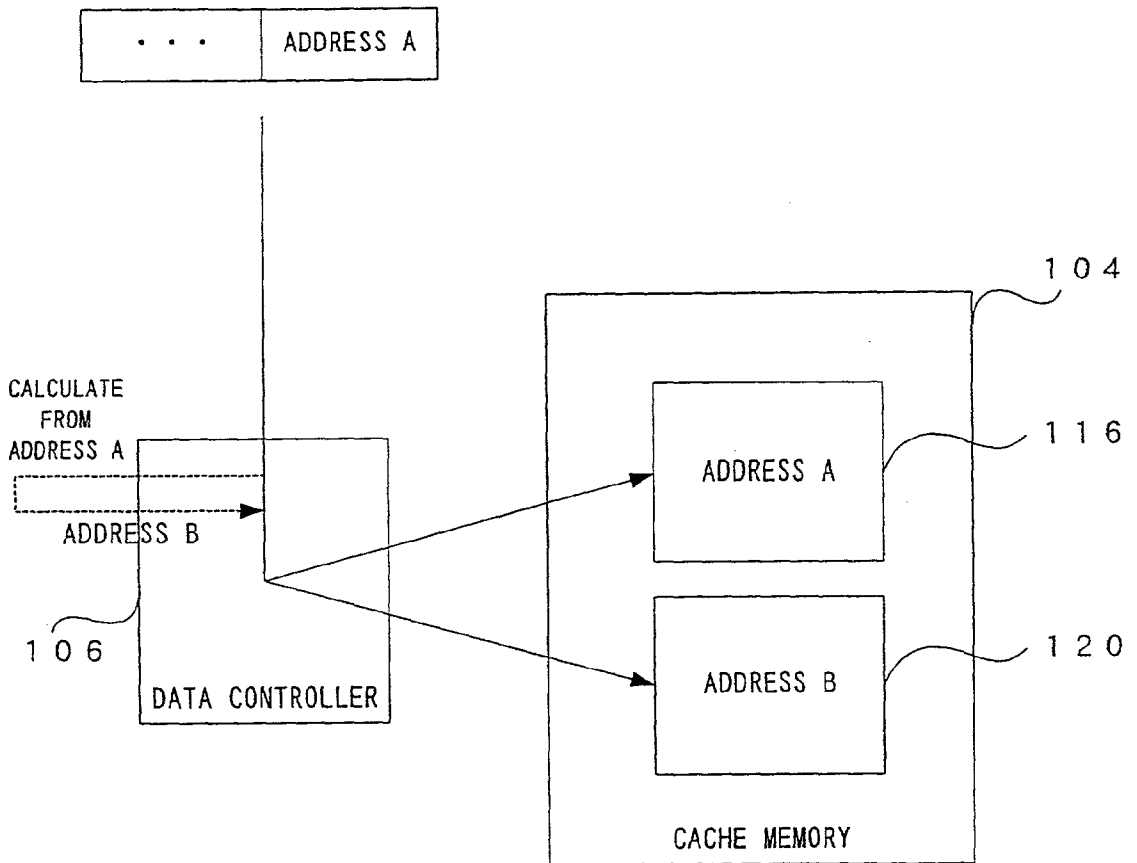 · · · ADDRESS A
104
CALCULATE
FROM
ADDRESS A
116
ADDRESS A
ADDRESS B
120
106
ADDRESS B
DATA CONTROLLER
CACHE MEMORY